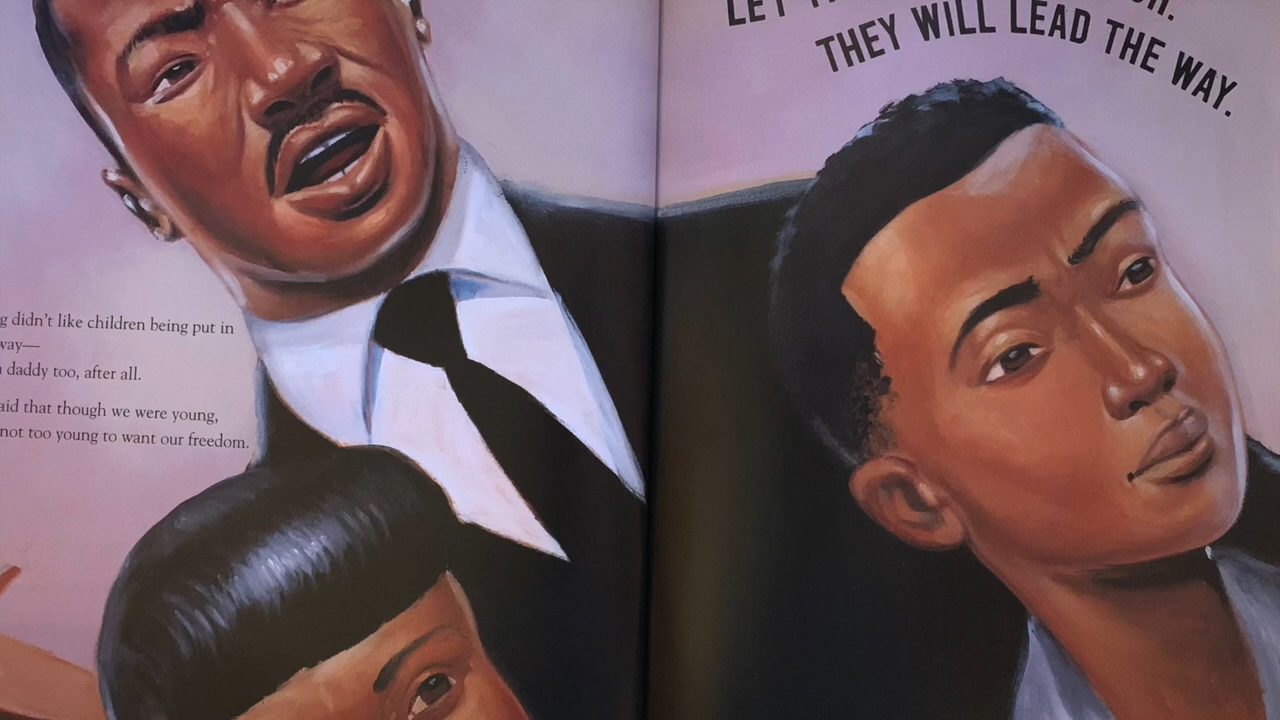 g didn't like children being put in
way—
daddy too, after all.
aid that though we were young,
not too young to want our freedom.
LET
THEY WILL LEAD THE WAY.